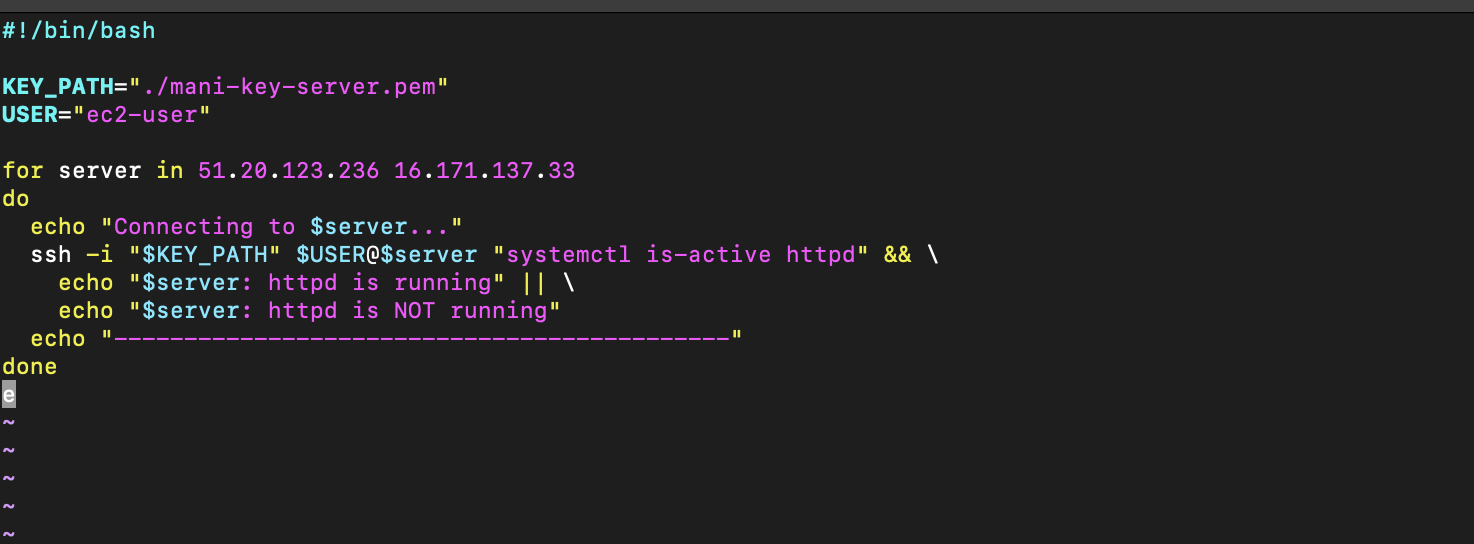 #!/bin/bash
KEY_PATH="./mani-key-server.pem"
USER="ec2-user"
for server in 51.20.123.236 16.171.137.33
do
  echo "Connecting to $server..."
  ssh -i "$KEY_PATH" $USER@$server "systemctl is-active httpd" && \
    echo "$server: httpd is running" || \
    echo "$server: httpd is NOT running"
  echo "--------------------------------------------"
done
e
~
~
~
~
~